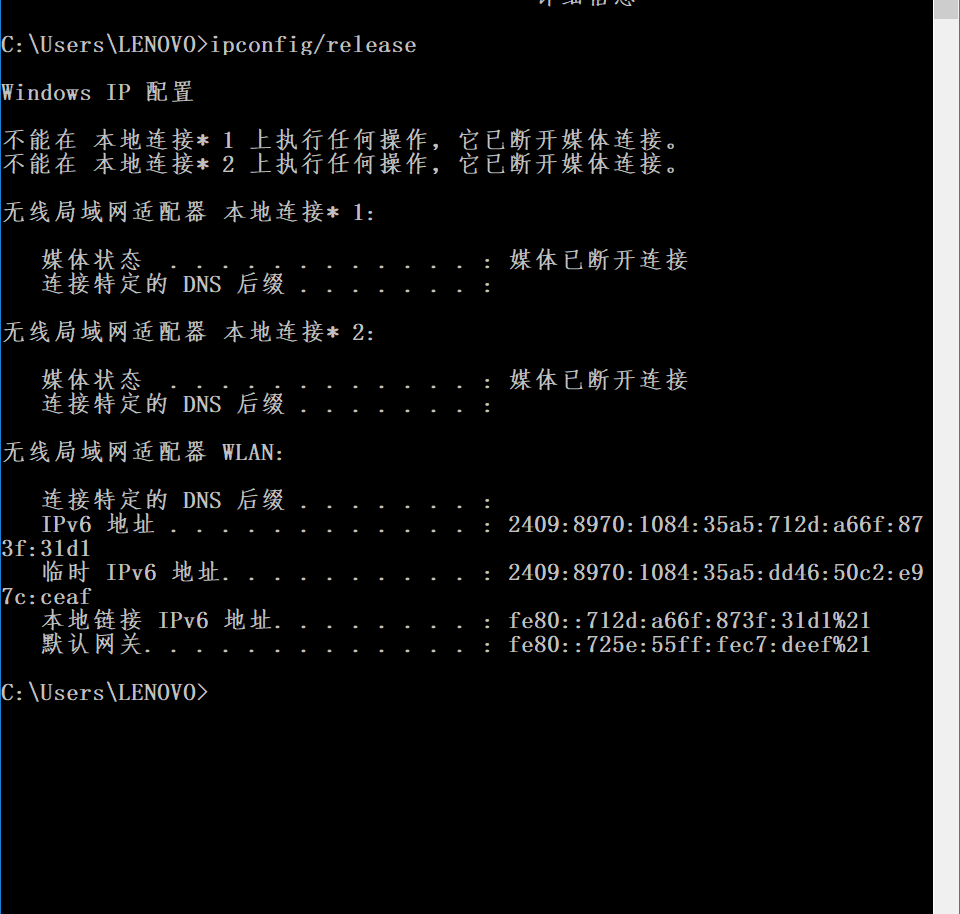 C:\Users\LENOVO>ipconfig/release
Windows IP 配置
不能在 本地连接* 1 上执行任何操作，它已断开媒体连接。
不能在 本地连接* 2 上执行任何操作，它已断开媒体连接。
无线局域网适配器 本地连接* 1:
媒体状态 . . . . . . . . . . . . : 媒体已断开连接
连接特定的 DNS 后缀 . . . . . . . :
无线局域网适配器 本地连接* 2:
媒体状态 . . . . . . . . . . . . : 媒体已断开连接
连接特定的 DNS 后缀 . . . . . . . :
无线局域网适配器 WLAN:
连接特定的 DNS 后缀 . . . . . . . :
IPv6 地址 . . . . . . . . . . . . : 2409:8970:1084:35a5:712d:a66f:87
3f:31d1
临时 IPv6 地址. . . . . . . . . . : 2409:8970:1084:35a5:dd46:50c2:e9
7c:ceaf
本地链接 IPv6 地址. . . . . . . . : fe80::712d:a66f:873f:31d1%21
默认网关. . . . . . . . . . . . . : fe80::725e:55ff:fec7:deef%21
C:\Users\LENOVO>